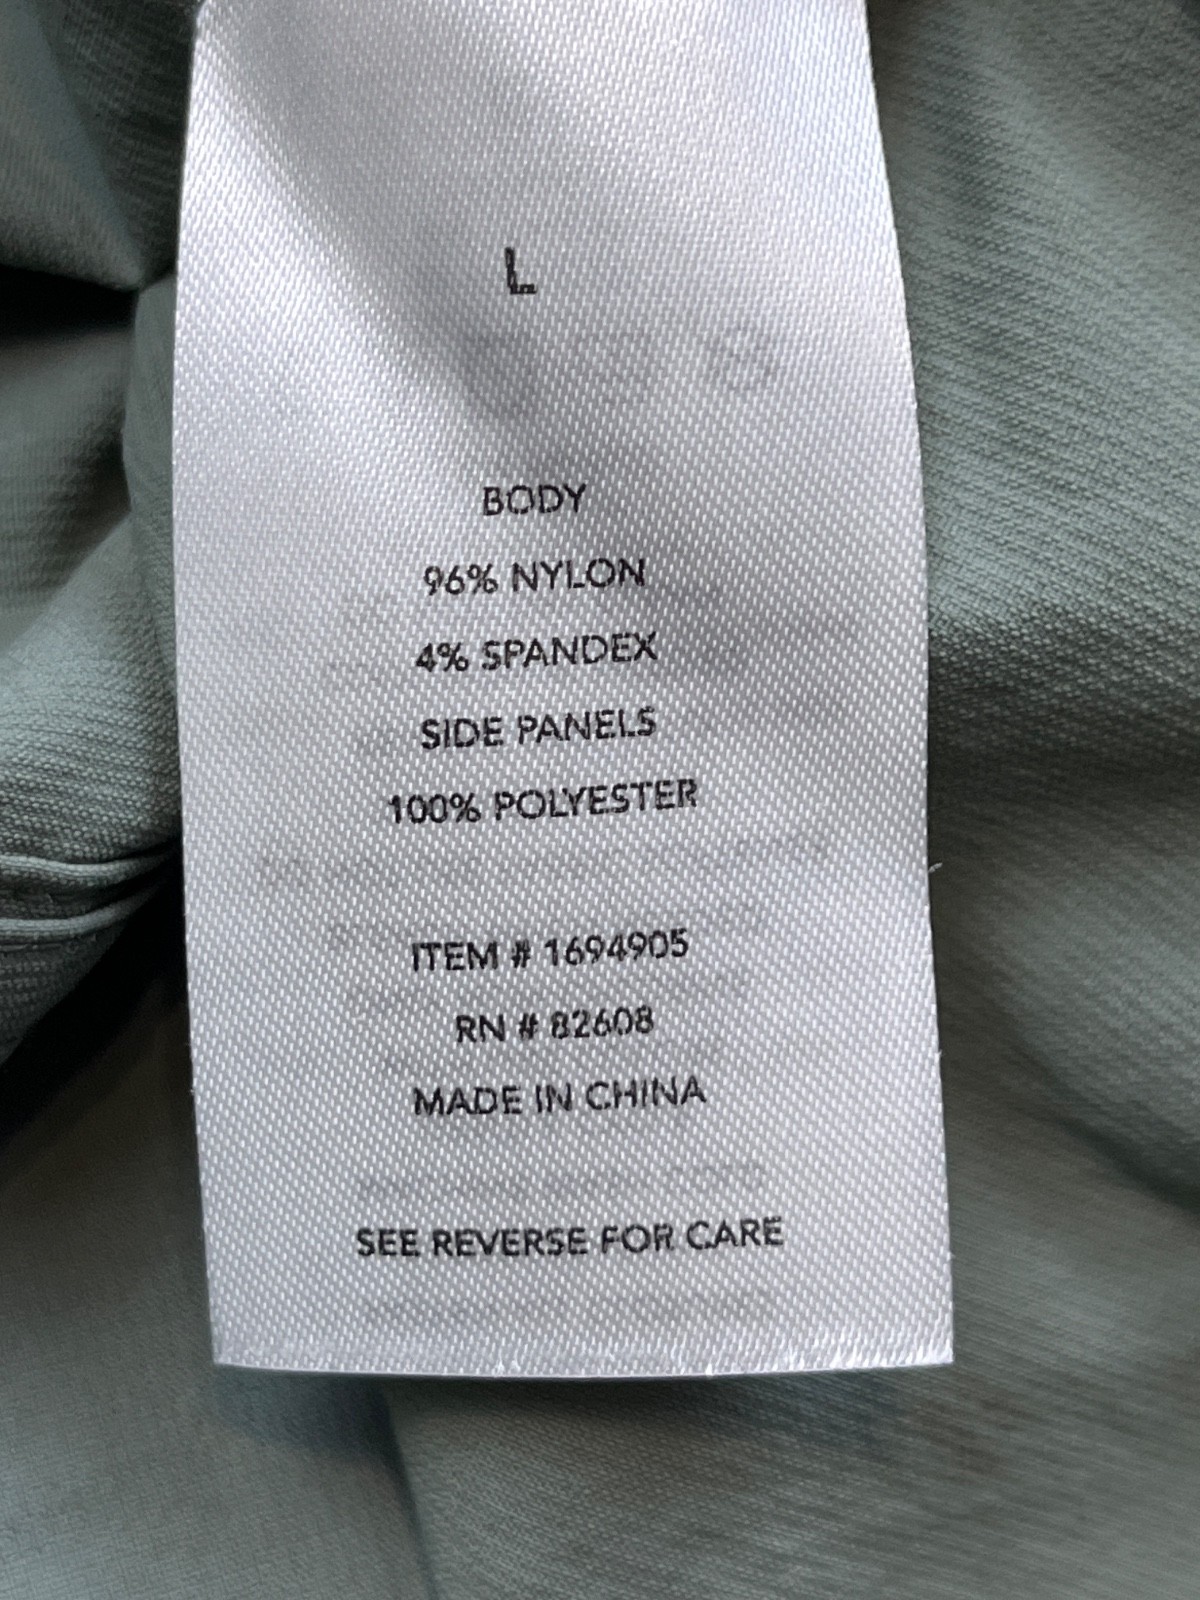 L
BODY
96% NYLON
4% SPANDEX
SIDE PANELS
100% POLYESTER
ITEM # 1694905
RN # 82608
MADE IN CHINA
SEE REVERSE FOR CARE